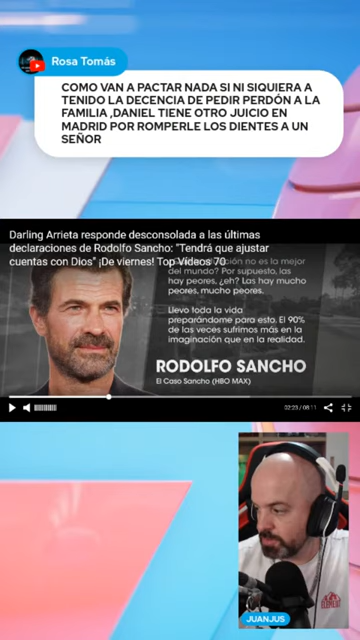 Rosa Tomás
COMO VAN A PACTAR NADA SI NI SIQUIERA A
TENIDO LA DECENCIA DE PEDIR PERDÓN A LA
FAMILIA ,DANIEL TIENE OTRO JUICIO EN
MADRID POR ROMPERLE LOS DIENTES A UN
SEÑOR
Darling Arrieta responde desconsolada a las últimas
declaraciones de Rodolfo Sancho: "Tendrá que ajustar
cuentas con Dios" ¡De viernes! Top Vídeos 70
no es la mejor
del mundo? Por supuesto, las
hay peores, ¿eh? Las hay mucho
peores, mucho peores.
Llevo toda la vida
preparándome para esto. El 90%
de las veces sufrimos más en la
imaginación que en la realidad.
RODOLFO SANCHO
El Caso Sancho (HBO MAX)
02:23 / 08:11
JUANJUS